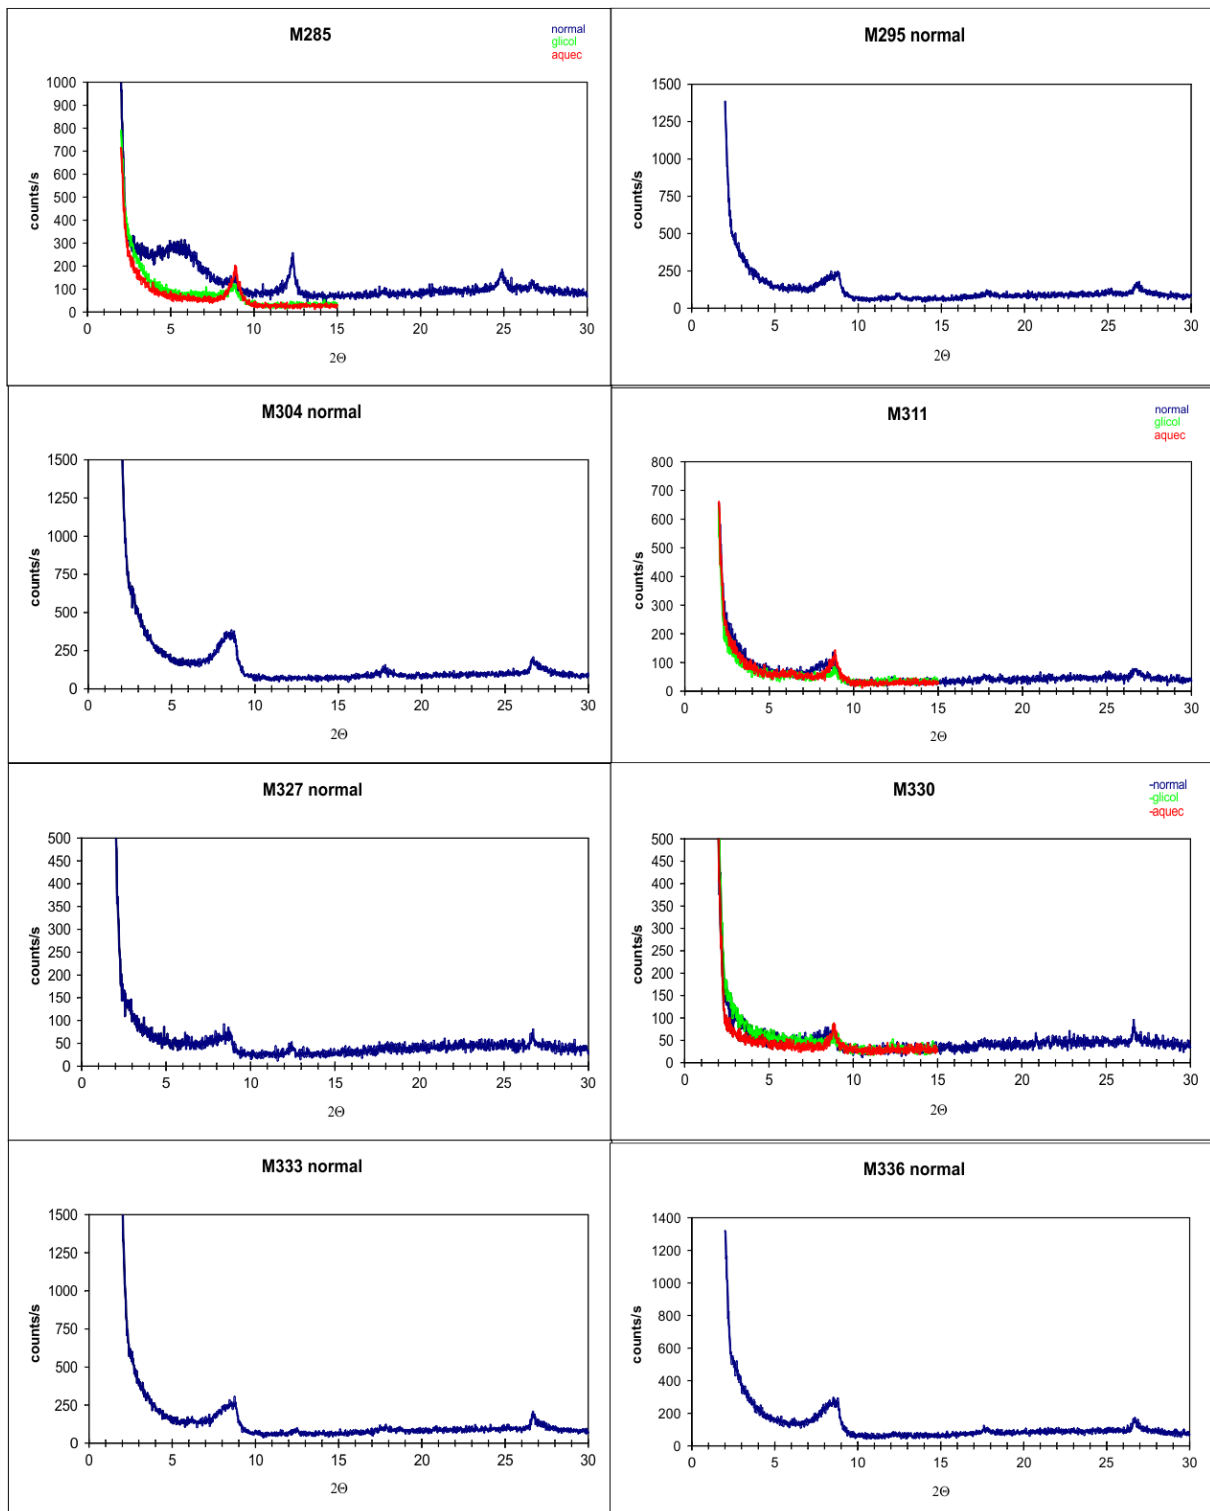 M285
normal
glicol
aquec
1000
900
800
700
600
500
400
300
200
100
0
counts/s
0 5 10 15 20 25 30
2Θ
M295 normal
1500
1250
1000
750
500
250
0
counts/s
0 5 10 15 20 25 30
2Θ
M304 normal
1500
1250
1000
750
500
250
0
counts/s
0 5 10 15 20 25 30
2Θ
M311
normal
glicol
aquec
800
700
600
500
400
300
200
100
0
counts/s
0 5 10 15 20 25 30
2Θ
M327 normal
500
450
400
350
300
250
200
150
100
50
0
counts/s
0 5 10 15 20 25 30
2Θ
M330
-normal
-glicol
-aquec
500
450
400
350
300
250
200
150
100
50
0
counts/s
0 5 10 15 20 25 30
2Θ
M333 normal
1500
1250
1000
750
500
250
0
counts/s
0 5 10 15 20 25 30
2Θ
M336 normal
1400
1200
1000
800
600
400
200
0
counts/s
0 5 10 15 20 25 30
2Θ